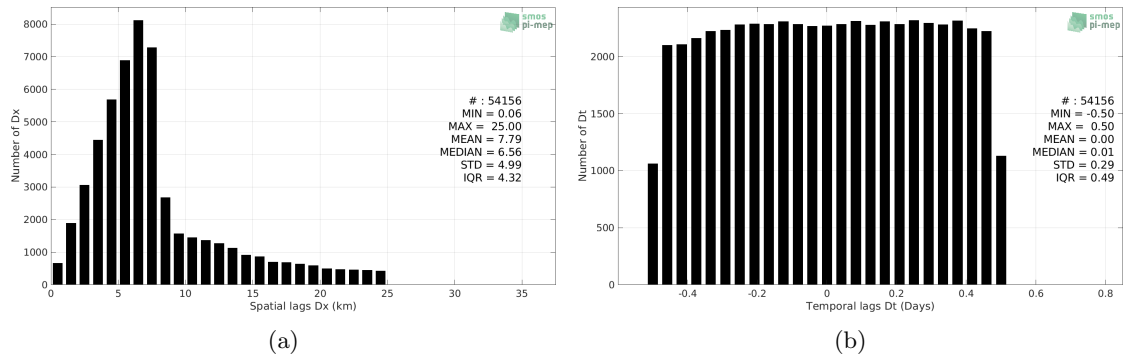 8000
7000
6000
5000
4000
3000
2000
1000
0
Number of Dx
0 5 10 15 20 25 30 35
Spatial lags Dx (km)
smos
pi-mep
# : 54156
MIN = 0.06
MAX = 25.00
MEAN = 7.79
MEDIAN = 6.56
STD = 4.99
IQR = 4.32
(a)
2000
1500
1000
500
0
Number of Dt
-0.4 -0.2 0 0.2 0.4 0.6 0.8
Temporal lags Dt (Days)
smos
pi-mep
# : 54156
MIN = -0.50
MAX = 0.50
MEAN = 0.00
MEDIAN = 0.01
STD = 0.29
IQR = 0.49
(b)